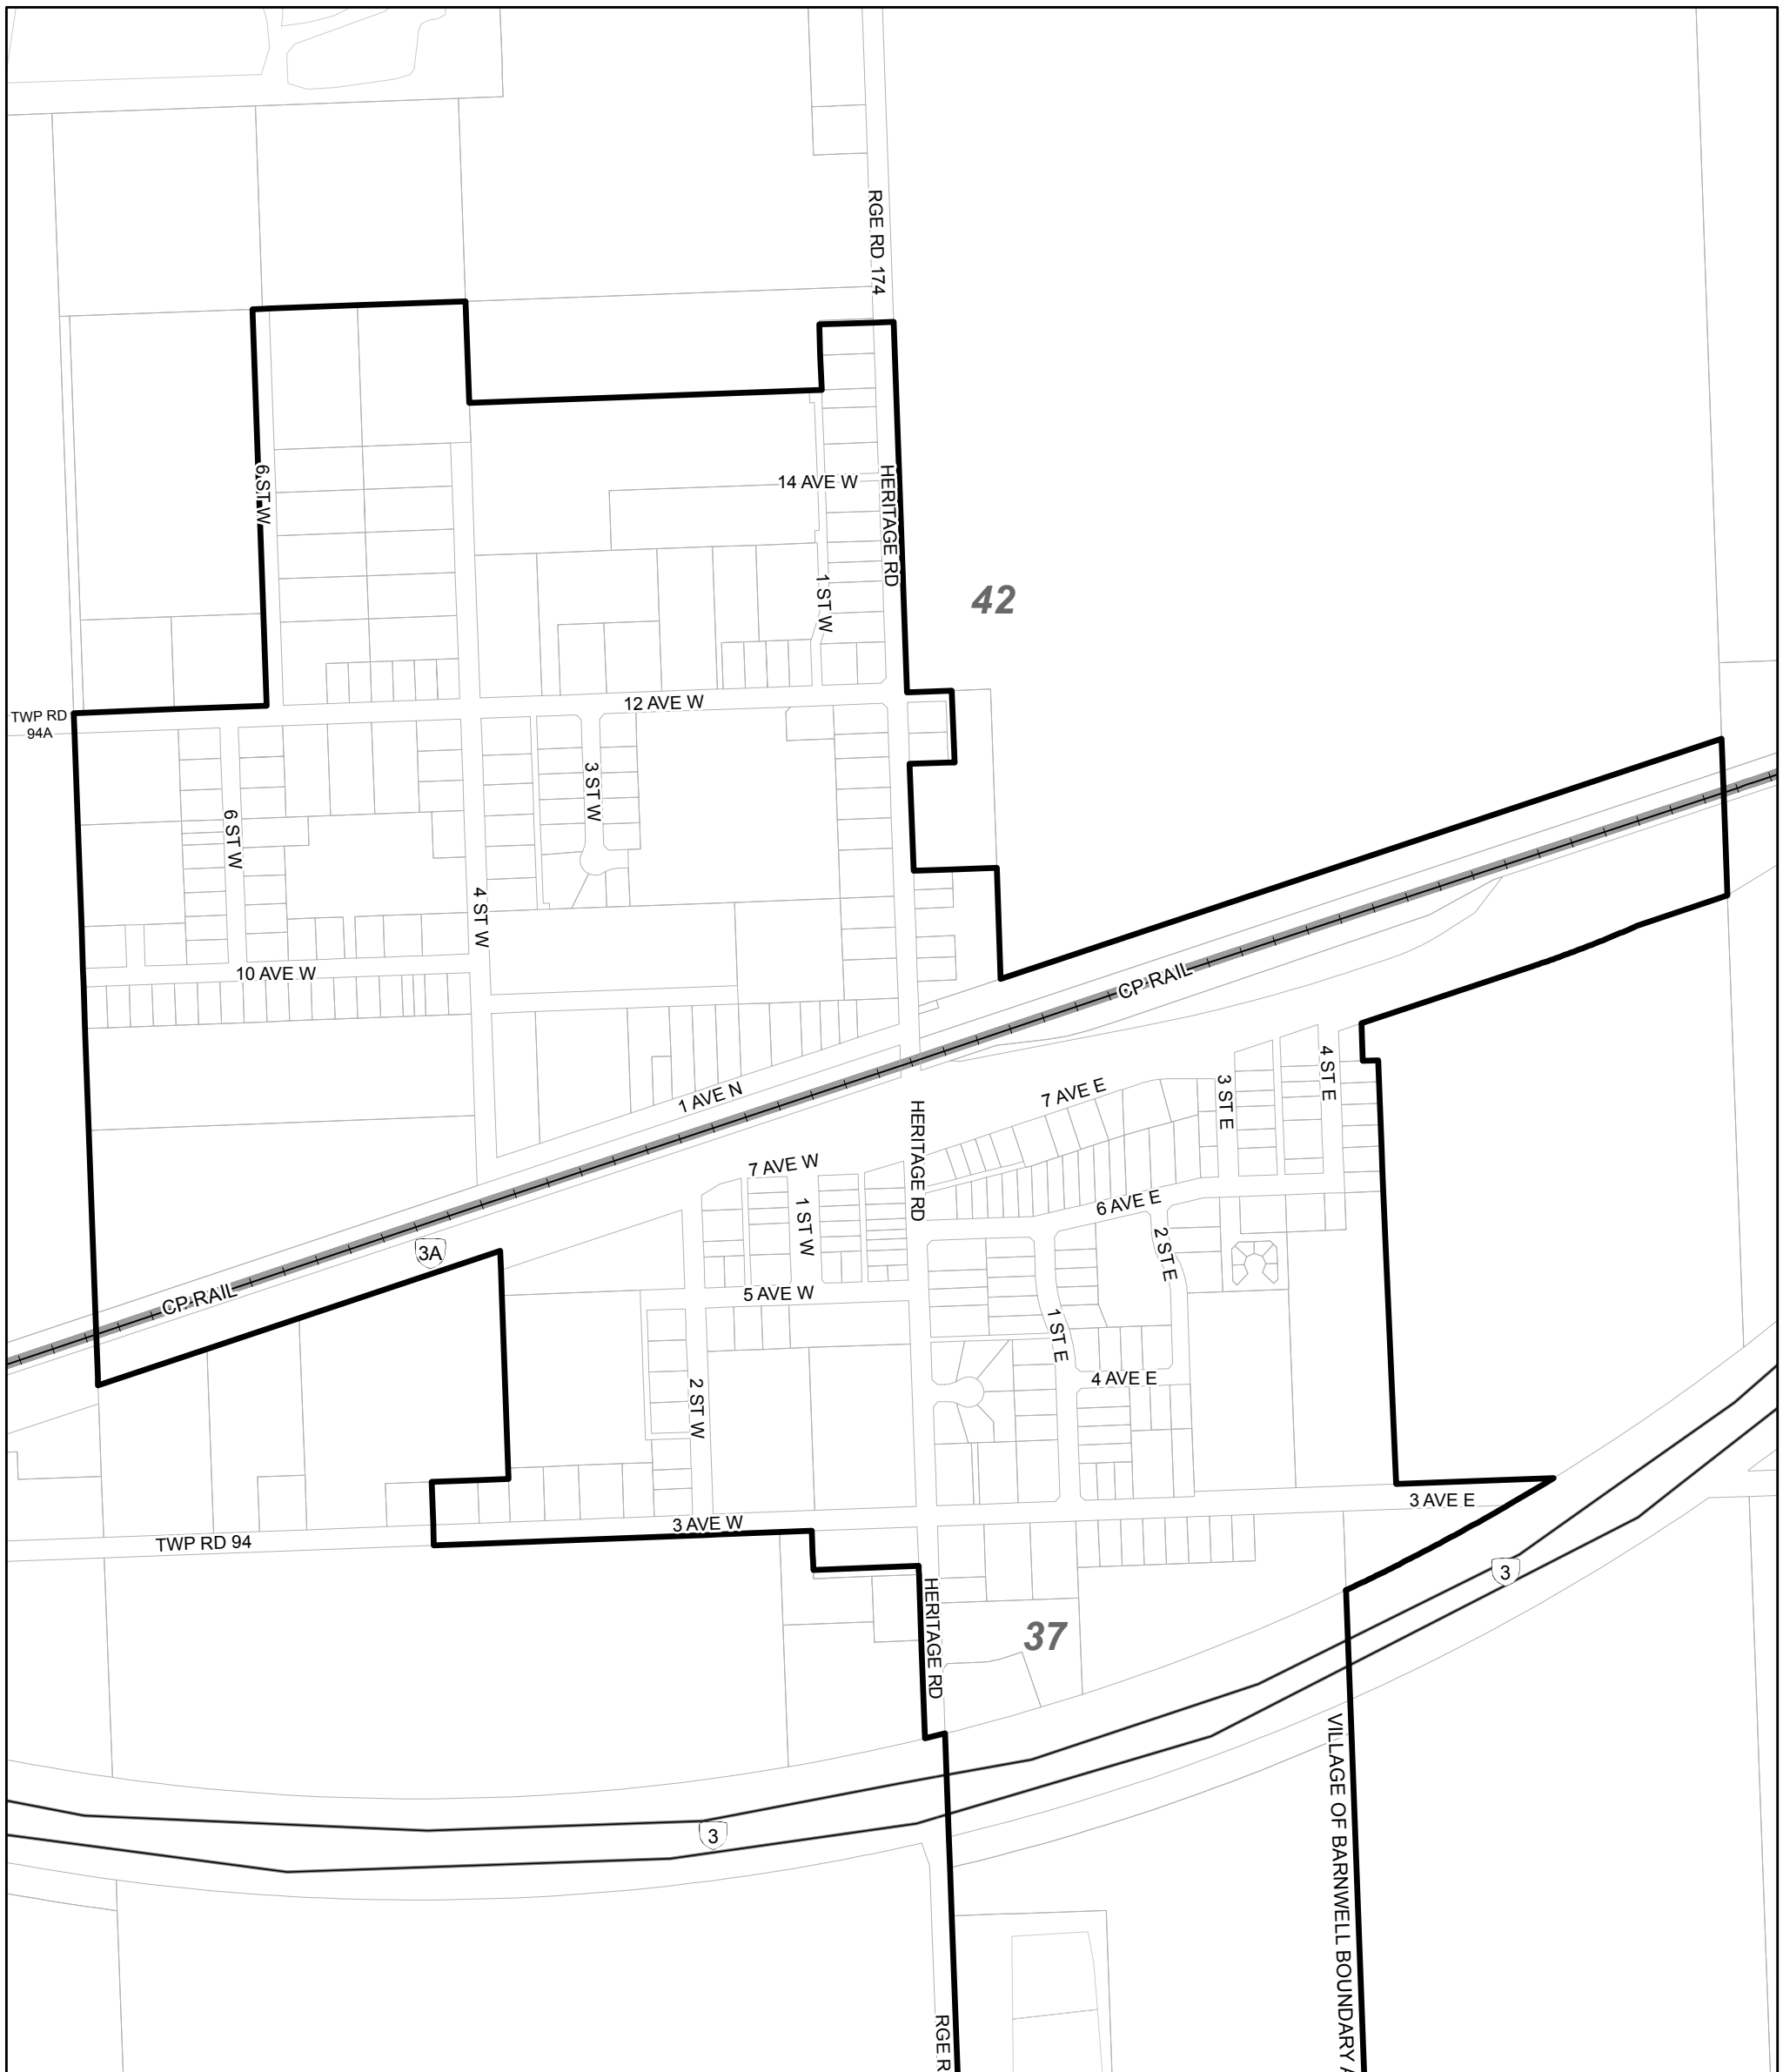 RGE RD 174
6 ST W
14 AVE W
HERITAGE RD
1 ST W
42
12 AVE W
TWP RD
94A
3 ST W
6 ST W
4 ST W
10 AVE W
CP RAIL
1 AVE N
7 AVE E
3 ST E
4 ST E
HERITAGE RD
7 AVE W
1 ST W
6 AVE E
2 ST E
3A
CP RAIL
5 AVE W
1 ST E
4 AVE E
2 ST W
3 AVE E
3 AVE W
TWP RD 94
3
HERITAGE RD
37
VILLAGE OF BARNWELL BOUNDARY A
3
RGE R